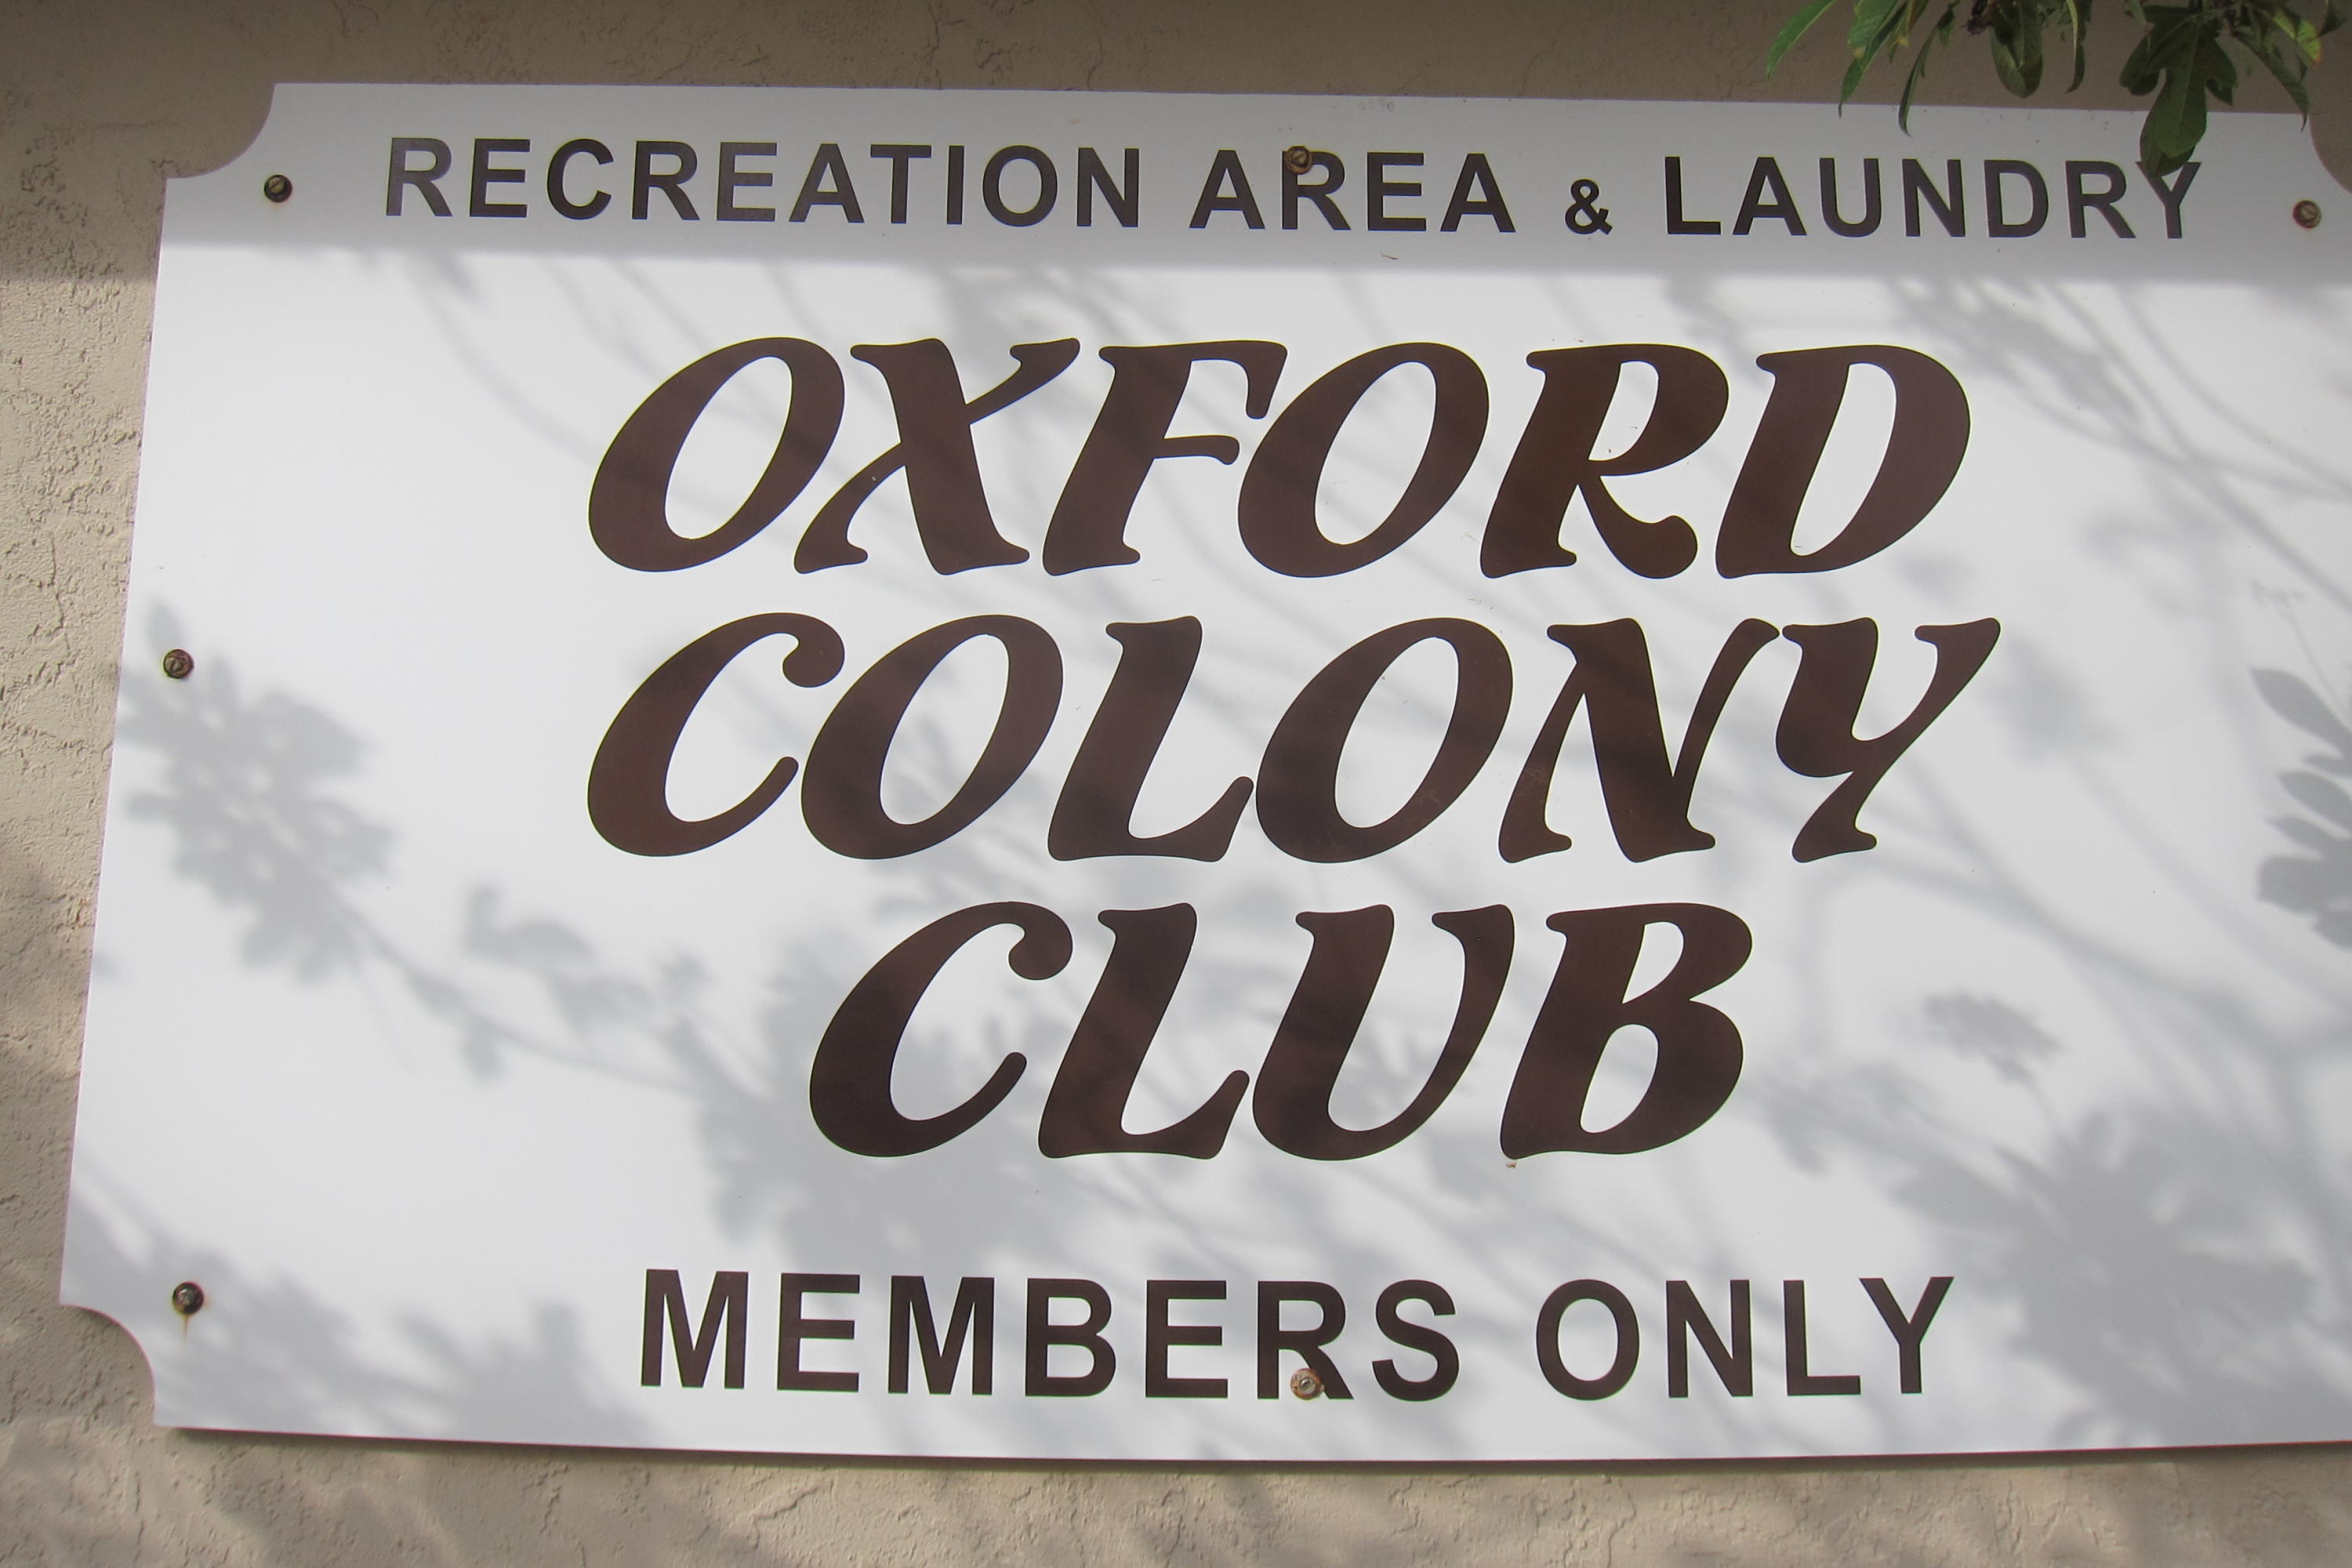 RECREATION AREA & LAUNDRY
OXFORD
COLONY
CLUB
MEMBERS ONLY